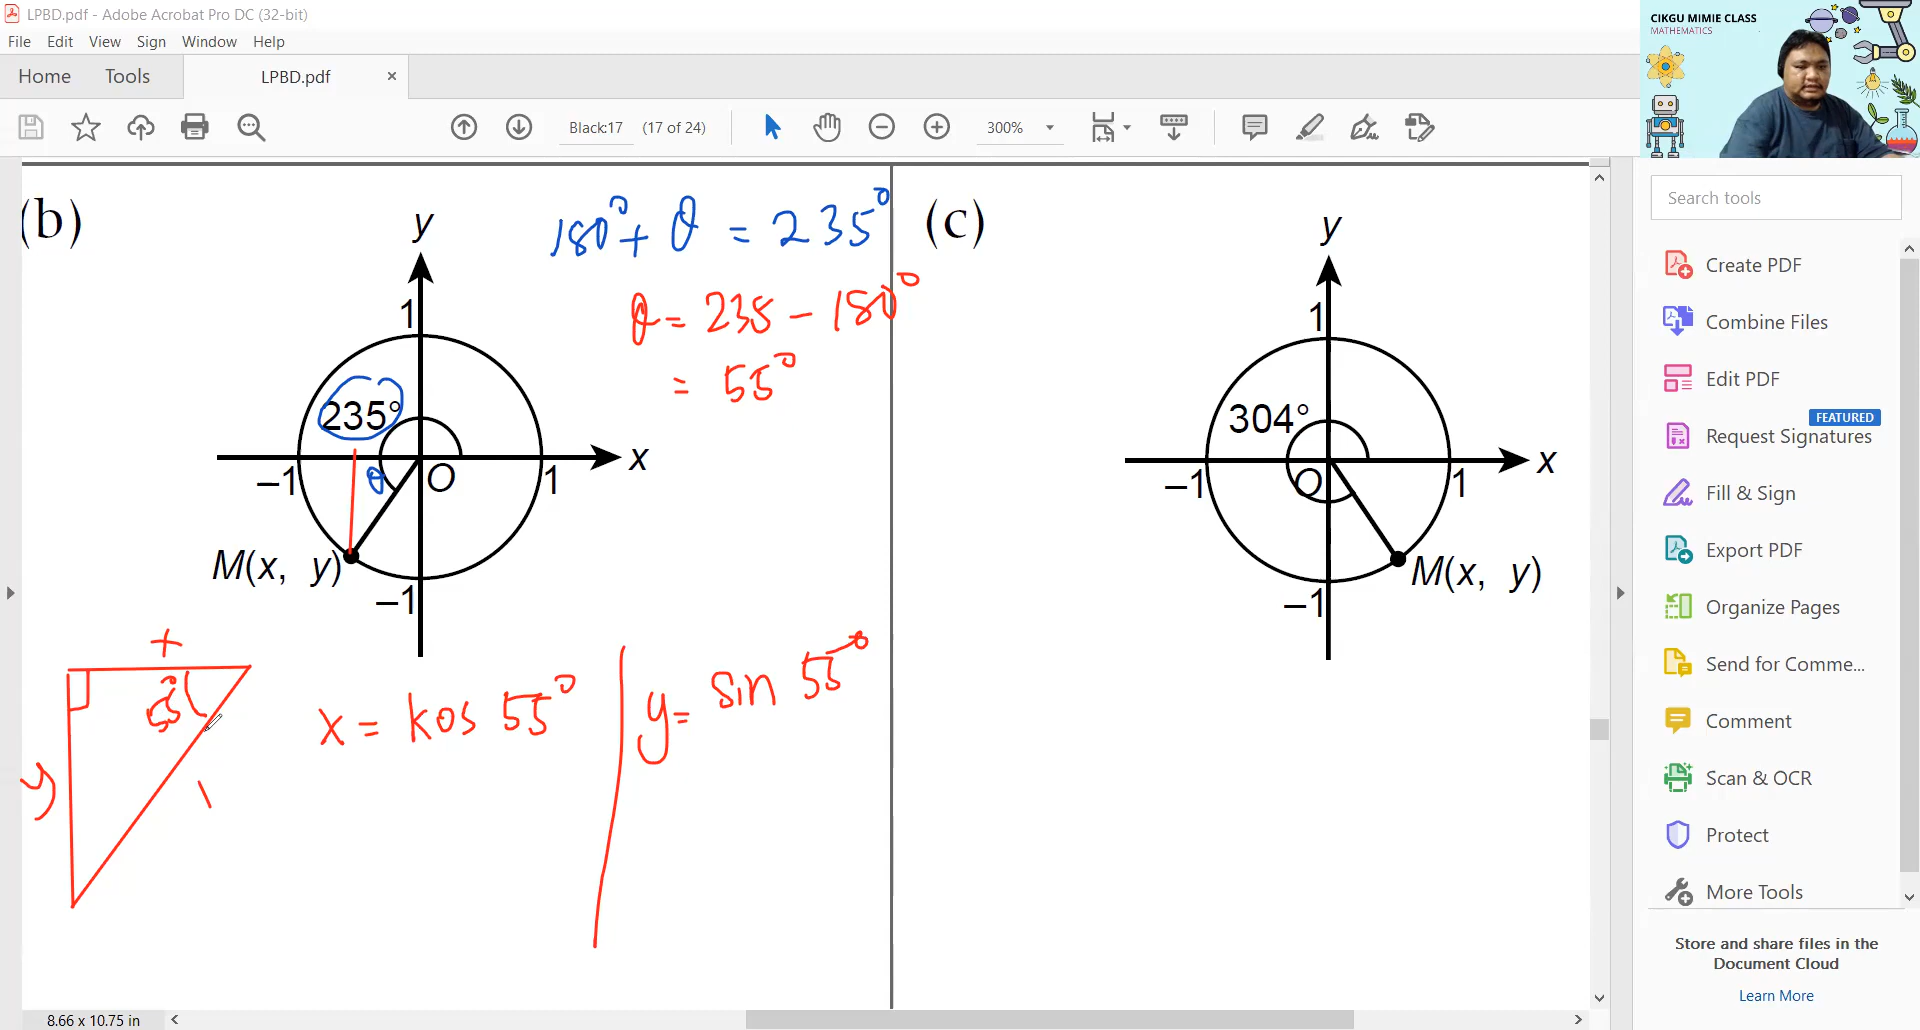 LPBD.pdf - Adobe Acrobat Pro DC (32-bit)
File Edit View Sign Window Help
Home Tools LPBD.pdf ×
Black:17 (17 of 24) 300%
CIKGU MIMIE CLASS
MATHEMATICS
(b)
y
180° + θ = 235°
θ = 235 - 180°
= 55°
1
235°
θ
–1 O 1 x
M(x, y)
–1
x
55°
y
1
x = kos 55°
y = sin 55°
(c)
y
1
304°
–1 O 1 x
M(x, y)
–1
8.66 x 10.75 in
Search tools
Create PDF
Combine Files
Edit PDF
FEATURED
Request Signatures
Fill & Sign
Export PDF
Organize Pages
Send for Comme...
Comment
Scan & OCR
Protect
More Tools
Store and share files in the
Document Cloud
Learn More